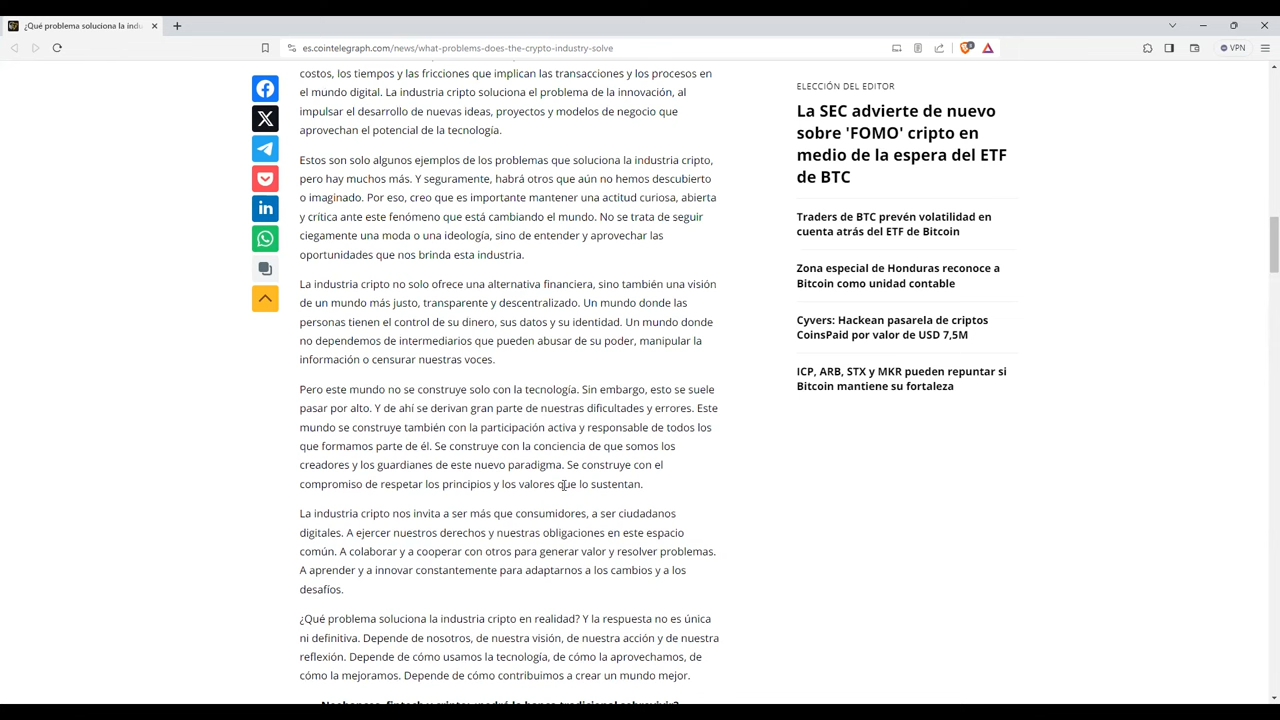 ¿Qué problema soluciona la indu
es.cointelegraph.com/news/what-problems-does-the-crypto-industry-solve
VPN
costos, los tiempos y las fricciones que implican las transacciones y los procesos en
el mundo digital. La industria cripto soluciona el problema de la innovación, al
impulsar el desarrollo de nuevas ideas, proyectos y modelos de negocio que
aprovechan el potencial de la tecnología.
Estos son solo algunos ejemplos de los problemas que soluciona la industria cripto,
pero hay muchos más. Y seguramente, habrá otros que aún no hemos descubierto
o imaginado. Por eso, creo que es importante mantener una actitud curiosa, abierta
y crítica ante este fenómeno que está cambiando el mundo. No se trata de seguir
ciegamente una moda o una ideología, sino de entender y aprovechar las
oportunidades que nos brinda esta industria.
La industria cripto no solo ofrece una alternativa financiera, sino también una visión
de un mundo más justo, transparente y descentralizado. Un mundo donde las
personas tienen el control de su dinero, sus datos y su identidad. Un mundo donde
no dependemos de intermediarios que pueden abusar de su poder, manipular la
información o censurar nuestras voces.
Pero este mundo no se construye solo con la tecnología. Sin embargo, esto se suele
pasar por alto. Y de ahí se derivan gran parte de nuestras dificultades y errores. Este
mundo se construye también con la participación activa y responsable de todos los
que formamos parte de él. Se construye con la conciencia de que somos los
creadores y los guardianes de este nuevo paradigma. Se construye con el
compromiso de respetar los principios y los valores que lo sustentan.
La industria cripto nos invita a ser más que consumidores, a ser ciudadanos
digitales. A ejercer nuestros derechos y nuestras obligaciones en este espacio
común. A colaborar y a cooperar con otros para generar valor y resolver problemas.
A aprender y a innovar constantemente para adaptarnos a los cambios y a los
desafíos.
¿Qué problema soluciona la industria cripto en realidad? Y la respuesta no es única
ni definitiva. Depende de nosotros, de nuestra visión, de nuestra acción y de nuestra
reflexión. Depende de cómo usamos la tecnología, de cómo la aprovechamos, de
cómo la mejoramos. Depende de cómo contribuimos a crear un mundo mejor.
ELECCIÓN DEL EDITOR
La SEC advierte de nuevo
sobre 'FOMO' cripto en
medio de la espera del ETF
de BTC
Traders de BTC prevén volatilidad en
cuenta atrás del ETF de Bitcoin
Zona especial de Honduras reconoce a
Bitcoin como unidad contable
Cyvers: Hackean pasarela de criptos
CoinsPaid por valor de USD 7,5M
ICP, ARB, STX y MKR pueden repuntar si
Bitcoin mantiene su fortaleza